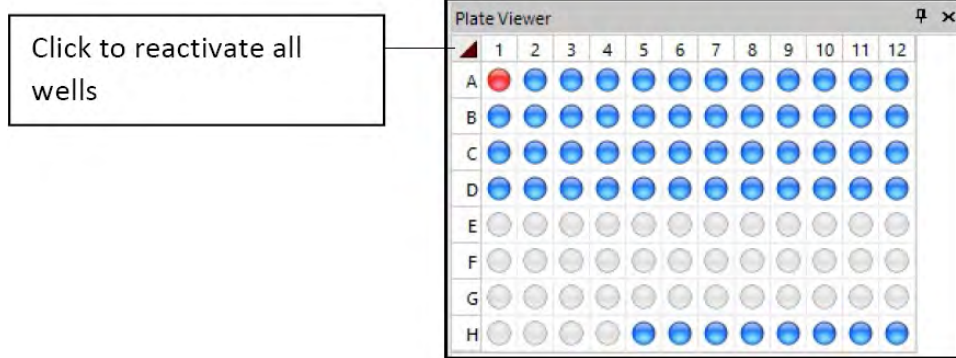 Click to reactivate all
wells
Plate Viewer
1 2 3 4 5 6 7 8 9 10 11 12
A
B
C
D
E
F
G
H